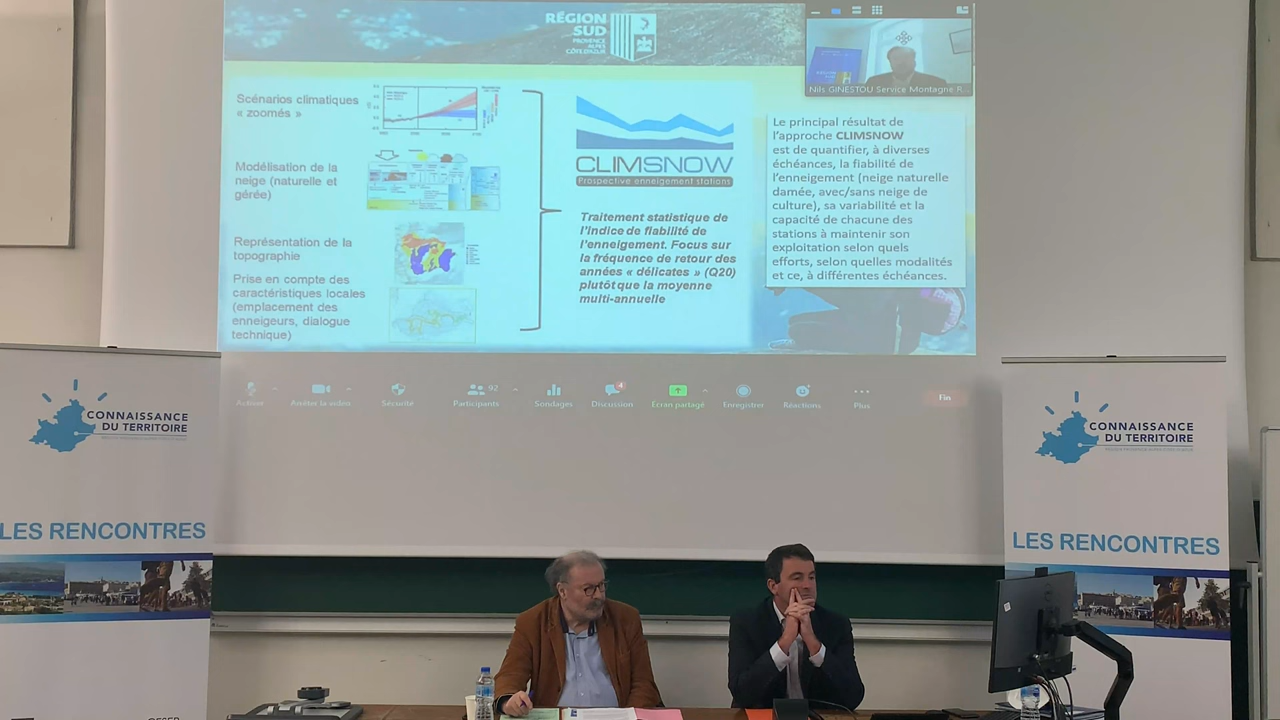 RÉGION
SUD
PROVENCE
ALPES
CÔTE D'AZUR
Nils GINESTOU Service Montagne R...
Scénarios climatiques
« zoomés »
Modélisation de la
neige (naturelle et
gérée)
Représentation de la
topographie
Prise en compte des
caractéristiques locales
(emplacement des
enneigeurs, dialogue
technique)
CLIMSNOW
Prospective enneigement stations
Traitement statistique de
l'indice de fiabilité de
l'enneigement. Focus sur
la fréquence de retour des
années « délicates » (Q20)
plutôt que la moyenne
multi-annuelle
Le principal résultat de
l'approche CLIMSNOW
est de quantifier, à diverses
échéances, la fiabilité de
l'enneigement (neige naturelle
damée, avec/sans neige de
culture), sa variabilité et la
capacité de chacune des
stations à maintenir son
exploitation selon quels
efforts, selon quelles modalités
et ce, à différentes échéances.
Activer
Arrêter la vidéo
Sécurité
92
Participants
Sondages
4
Discussion
Écran partagé
Enregistrer
Réactions
Plus
Fin
CONNAISSANCE
DU TERRITOIRE
LES RENCONTRES
CONNAISSANCE
DU TERRITOIRE
LES RENCONTRES